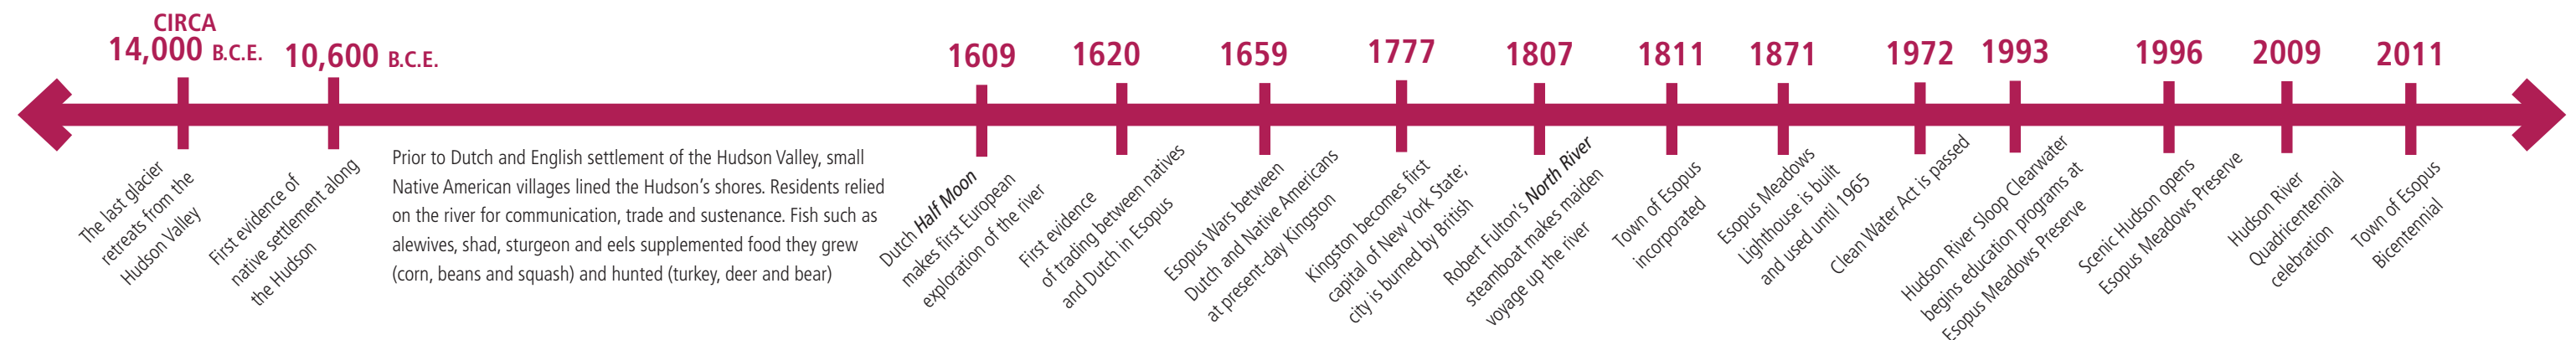 CIRCA
14,000 B.C.E.
The last glacier
retreats from the
Hudson Valley
10,600 B.C.E.
First evidence of
native settlement along
the Hudson
Prior to Dutch and English settlement of the Hudson Valley, small
Native American villages lined the Hudson's shores. Residents relied
on the river for communication, trade and sustenance. Fish such as
alewives, shad, sturgeon and eels supplemented food they grew
(corn, beans and squash) and hunted (turkey, deer and bear)
1609
Dutch Half Moon
makes first European
exploration of the river
1620
First evidence
of trading between natives
and Dutch in Esopus
1659
Esopus Wars between
Dutch and Native Americans
at present-day Kingston
1777
Kingston becomes first
capital of New York State;
city is burned by British
1807
Robert Fulton's North River
steamboat makes maiden
voyage up the river
1811
Town of Esopus
incorporated
1871
Esopus Meadows
Lighthouse is built
and used until 1965
1972
Clean Water Act is passed
1993
Hudson River Sloop Clearwater
begins education programs at
Esopus Meadows Preserve
1996
Scenic Hudson opens
Esopus Meadows Preserve
2009
Hudson River
Quadricentennial
celebration
2011
Town of Esopus
Bicentennial